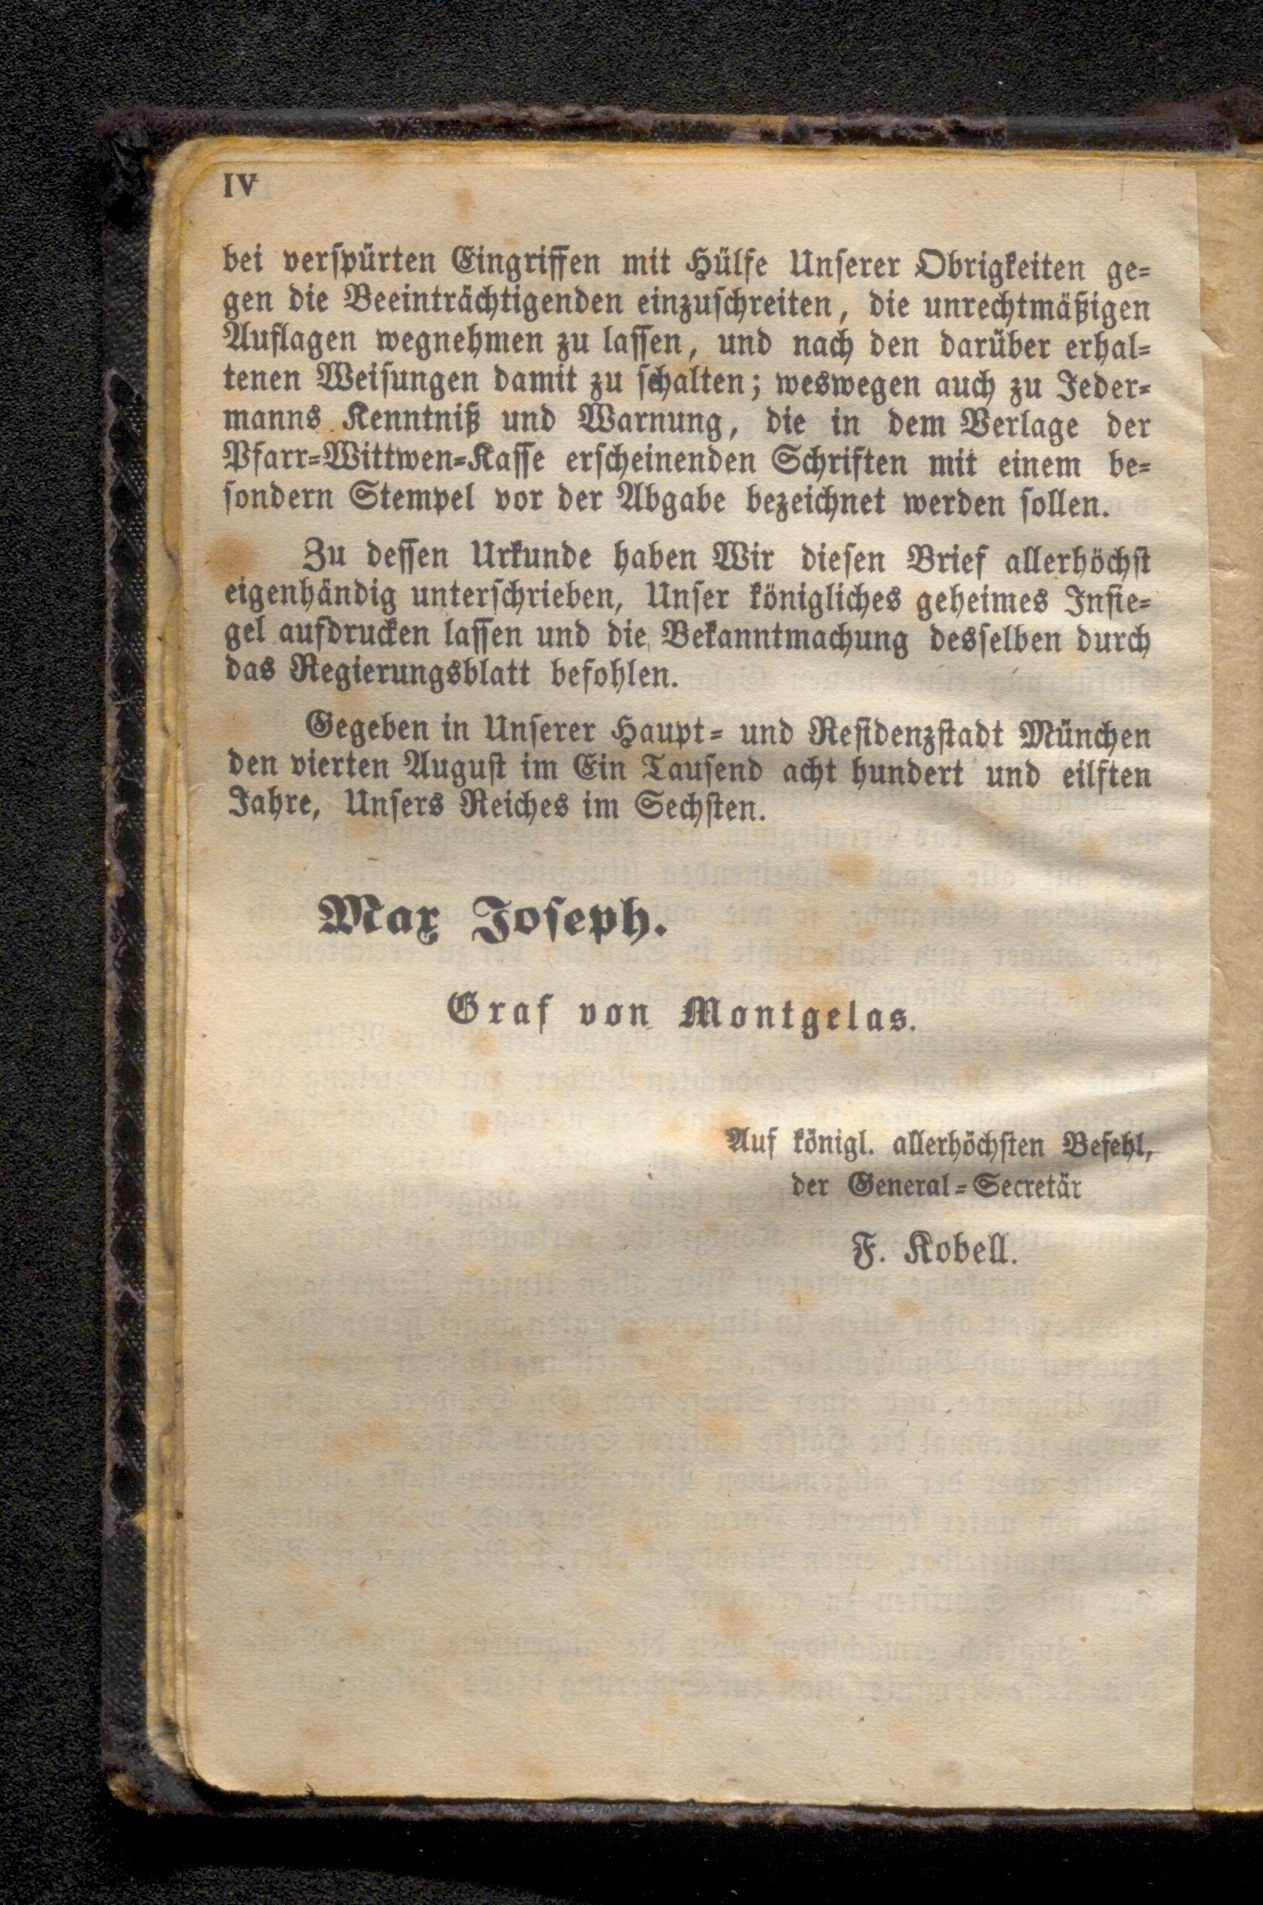 IV
bei verspürten Eingriffen mit Hülfe Unserer Obrigkeiten ge=
gen die Beeinträchtigenden einzuschreiten, die unrechtmäßigen
Auflagen wegnehmen zu lassen, und nach den darüber erhal=
tenen Weisungen damit zu schalten; weswegen auch zu Jeder=
manns Kenntniß und Warnung, die in dem Verlage der
Pfarr=Wittwen=Kasse erscheinenden Schriften mit einem be=
sondern Stempel vor der Abgabe bezeichnet werden sollen.
Zu dessen Urkunde haben Wir diesen Brief allerhöchst
eigenhändig unterschrieben, Unser königliches geheimes Insie=
gel aufdrucken lassen und die Bekanntmachung desselben durch
das Regierungsblatt befohlen.
Gegeben in Unserer Haupt= und Residenzstadt München
den vierten August im Ein Tausend acht hundert und eilften
Jahre, Unsers Reiches im Sechsten.
Max Joseph.
Graf von Montgelas.
Auf königl. allerhöchsten Befehl,
der General=Secretär
F. Kobell.